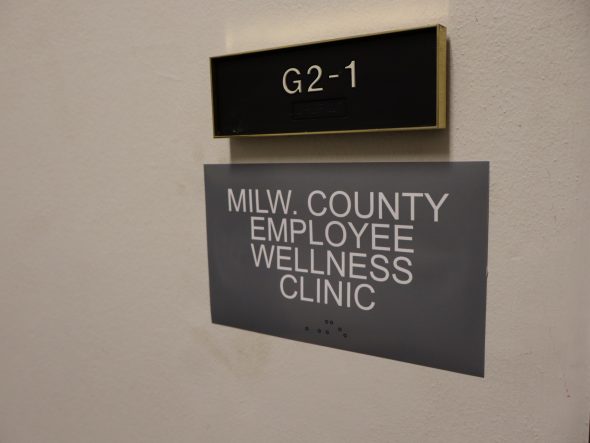 G2-1
MILW. COUNTY
EMPLOYEE
WELLNESS
CLINIC